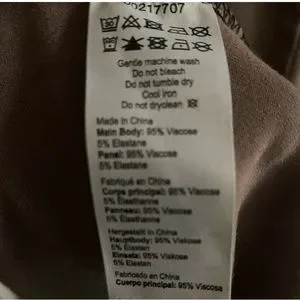 217707
Gentle machine wash
Do not bleach
Do not tumble dry
Cool iron
Do not dryclean
Made in China
Main Body: 95% Viscose
5% Elastane
Panel: 95% Viscose
5% Elastane
Fabriqué en Chine
Corps principal: 95% Viscose
5% Elasthanne
Panneau: 95% Viscose
5% Elasthanne
Hergestellt in China
Hauptbody: 95% Viskose
5% Elastan
Einsatz: 95% Viskose
5% Elastan
Fabricado en China
Cuerpo principal: 95% Viscosa